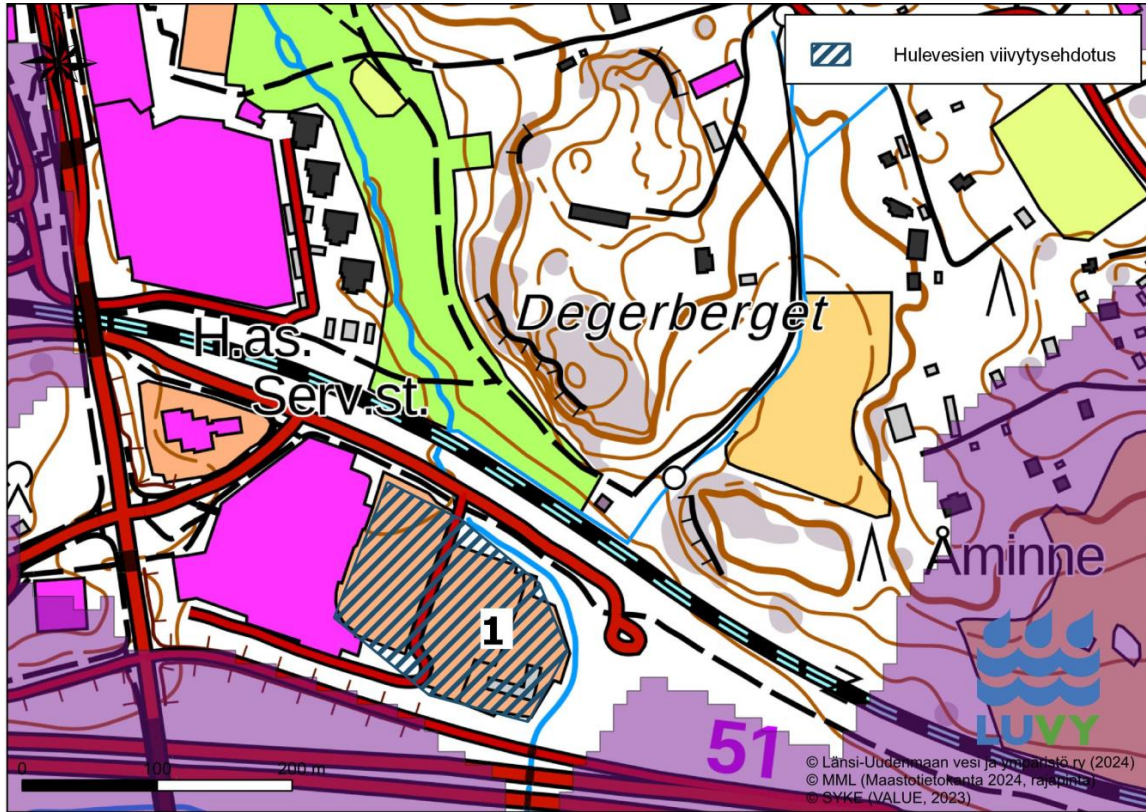 Hulevesien viivytysehdotus
Degerberget
H.as.
Serv.st.
Åminne
1
51
LUVY
0 100 200 m
© Länsi-Uudenmaan vesi ja ympäristö ry (2024)
© MML (Maastotietokanta 2024, rajapinta)
© SYKE (VALUE, 2023)